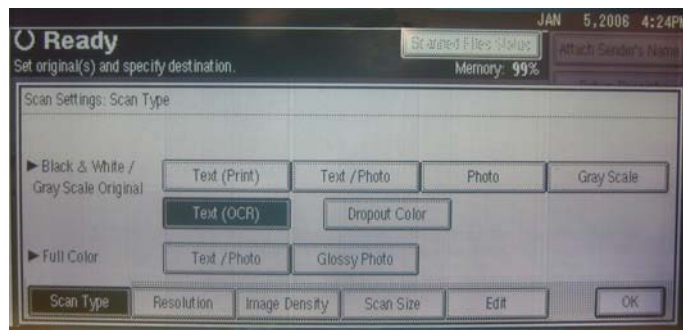 JAN 5,2006 4:24PM
Ready
Scanned Files Status
Attach Sender's Name
Set original(s) and specify destination.
Memory: 99%
Scan Settings: Scan Type
► Black & White /
Gray Scale Original
Text (Print) Text / Photo Photo Gray Scale
Text (OCR) Dropout Color
► Full Color Text / Photo Glossy Photo
Scan Type Resolution Image Density Scan Size Edit OK